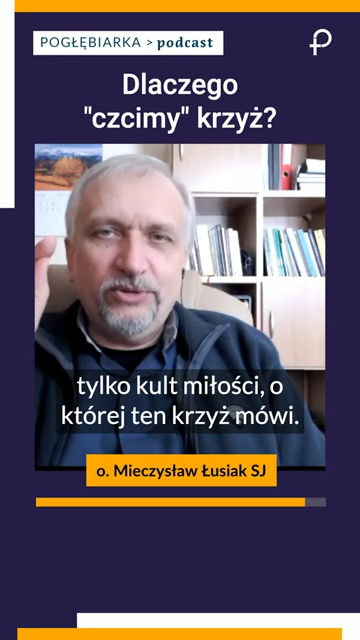 POGŁĘBIARKA > podcast
Dlaczego
"czcimy" krzyż?
tylko kult miłości, o
której ten krzyż mówi.
o. Mieczysław Łusiak SJ